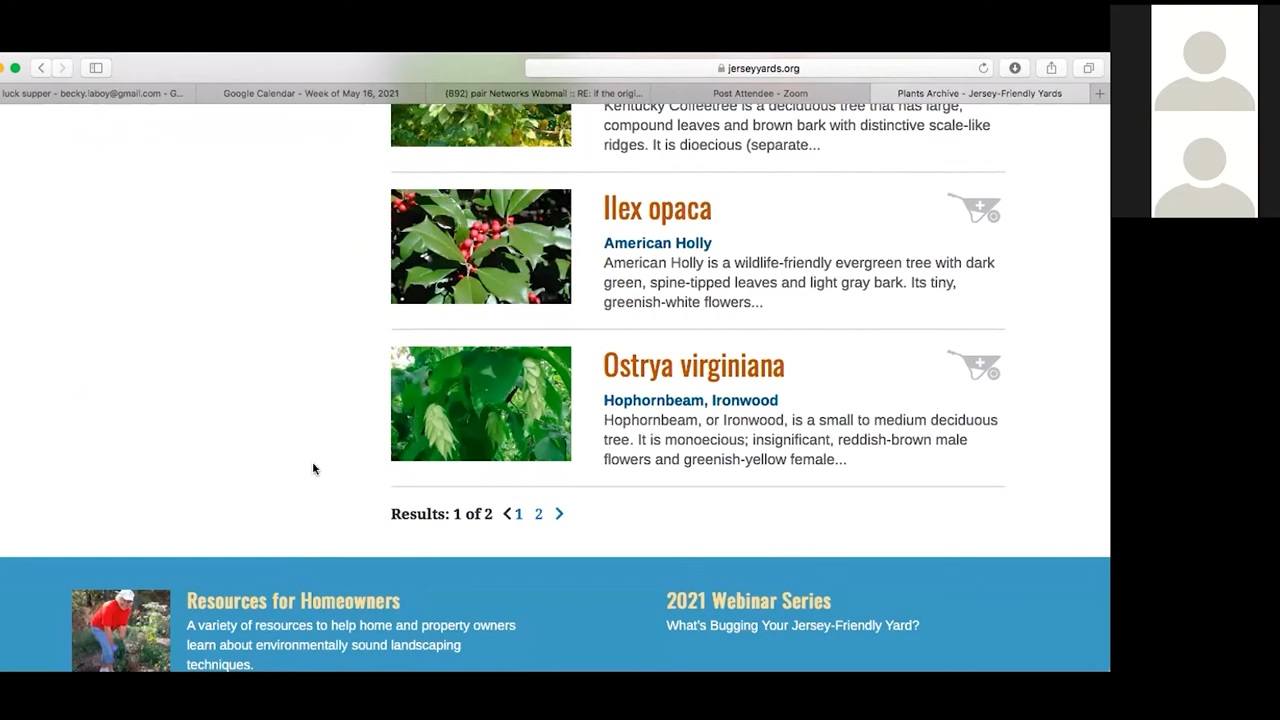 jerseyyards.org
luck supper - becky.laboy@gmail.com - G...
Google Calendar - Week of May 16, 2021
(892) pair Networks Webmail :: RE: if the origi...
Post Attendee - Zoom
Plants Archive - Jersey-Friendly Yards
Kentucky Coffeetree is a deciduous tree that has large,
compound leaves and brown bark with distinctive scale-like
ridges. It is dioecious (separate...
Ilex opaca
American Holly
American Holly is a wildlife-friendly evergreen tree with dark
green, spine-tipped leaves and light gray bark. Its tiny,
greenish-white flowers...
Ostrya virginiana
Hophornbeam, Ironwood
Hophornbeam, or Ironwood, is a small to medium deciduous
tree. It is monoecious; insignificant, reddish-brown male
flowers and greenish-yellow female...
Results: 1 of 2 1 2
Resources for Homeowners
A variety of resources to help home and property owners
learn about environmentally sound landscaping
techniques.
2021 Webinar Series
What's Bugging Your Jersey-Friendly Yard?